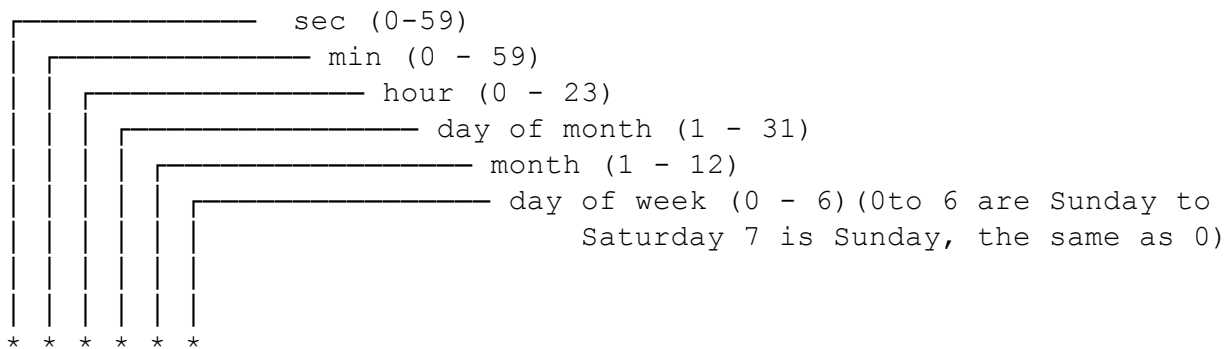 sec (0-59)
min (0 - 59)
hour (0 - 23)
day of month (1 - 31)
month (1 - 12)
day of week (0 - 6)(0to 6 are Sunday to
Saturday 7 is Sunday, the same as 0)
* * * * * *